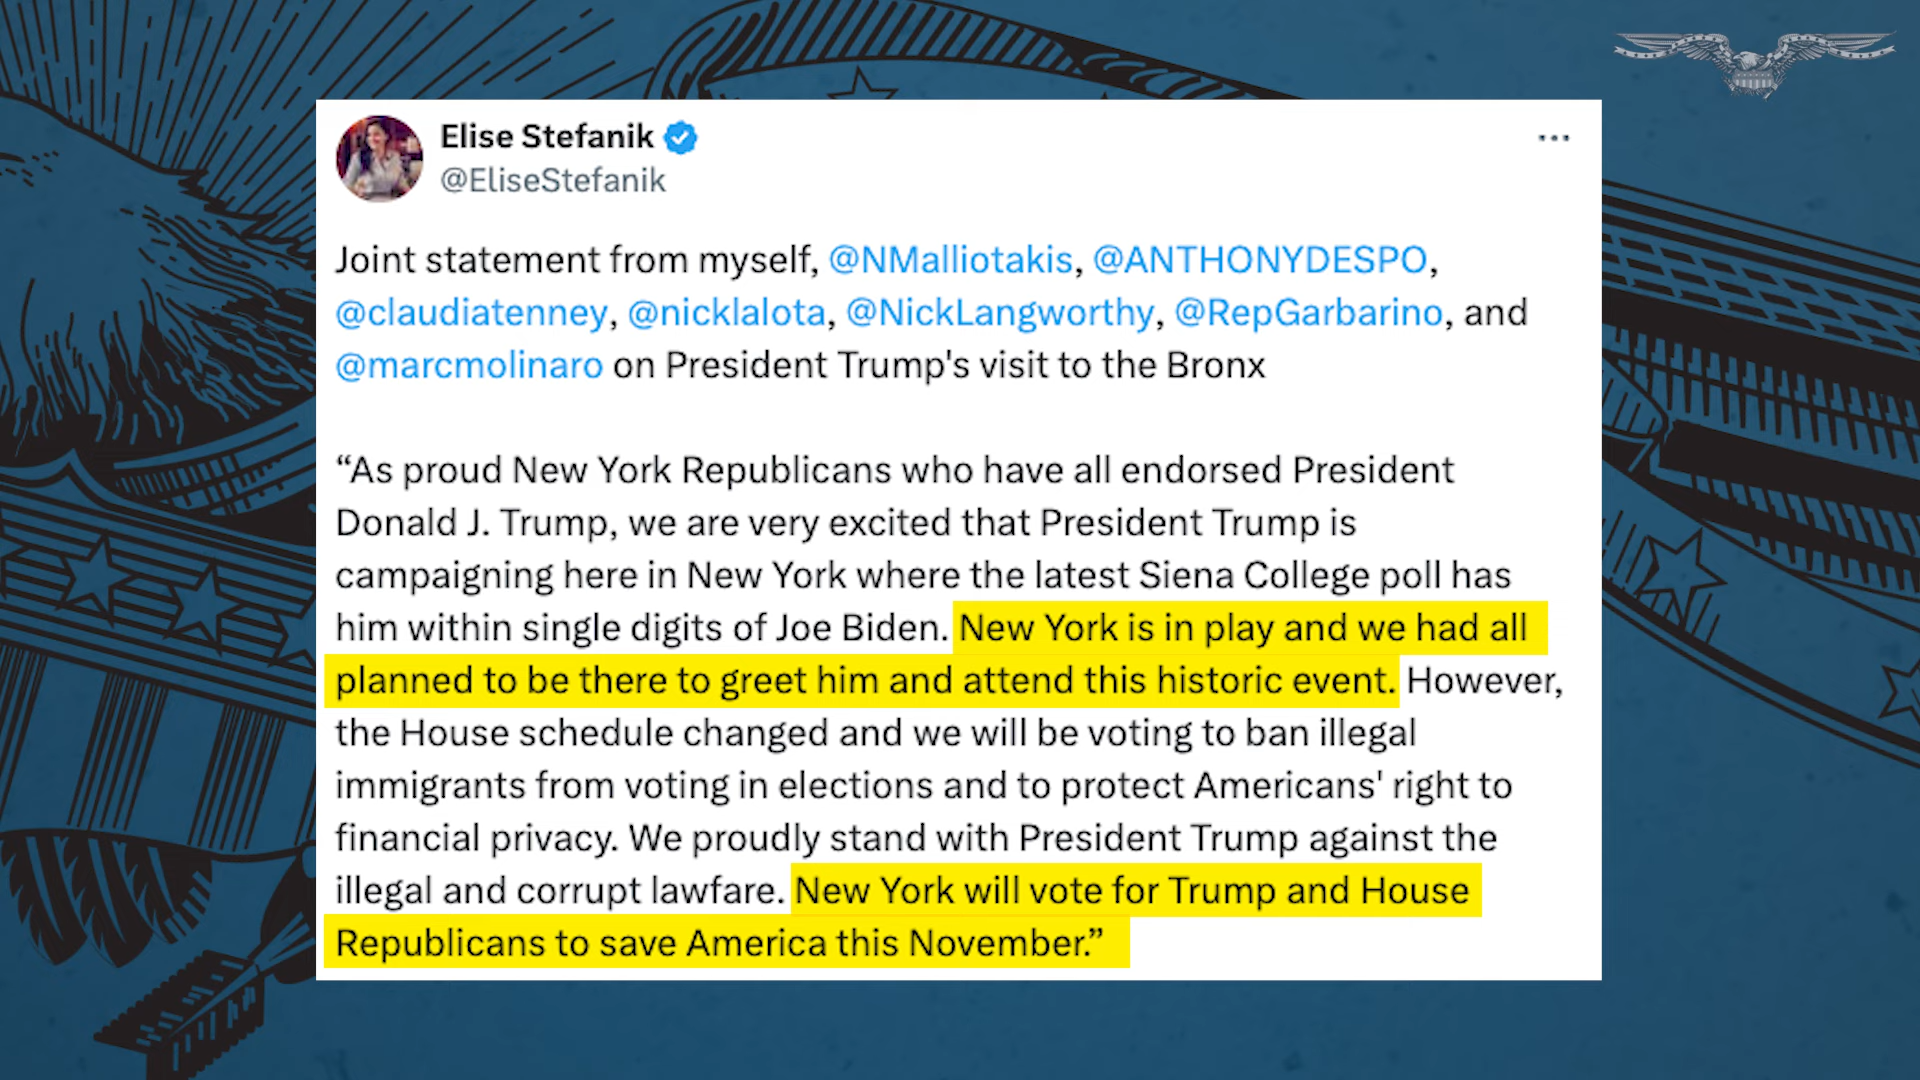 Elise Stefanik
@EliseStefanik
Joint statement from myself, @NMalliotakis, @ANTHONYDESPO,
@claudiatenney, @nicklalota, @NickLangworthy, @RepGarbarino, and
@marcmolinaro on President Trump's visit to the Bronx
“As proud New York Republicans who have all endorsed President
Donald J. Trump, we are very excited that President Trump is
campaigning here in New York where the latest Siena College poll has
him within single digits of Joe Biden. New York is in play and we had all
planned to be there to greet him and attend this historic event. However,
the House schedule changed and we will be voting to ban illegal
immigrants from voting in elections and to protect Americans' right to
financial privacy. We proudly stand with President Trump against the
illegal and corrupt lawfare. New York will vote for Trump and House
Republicans to save America this November.”